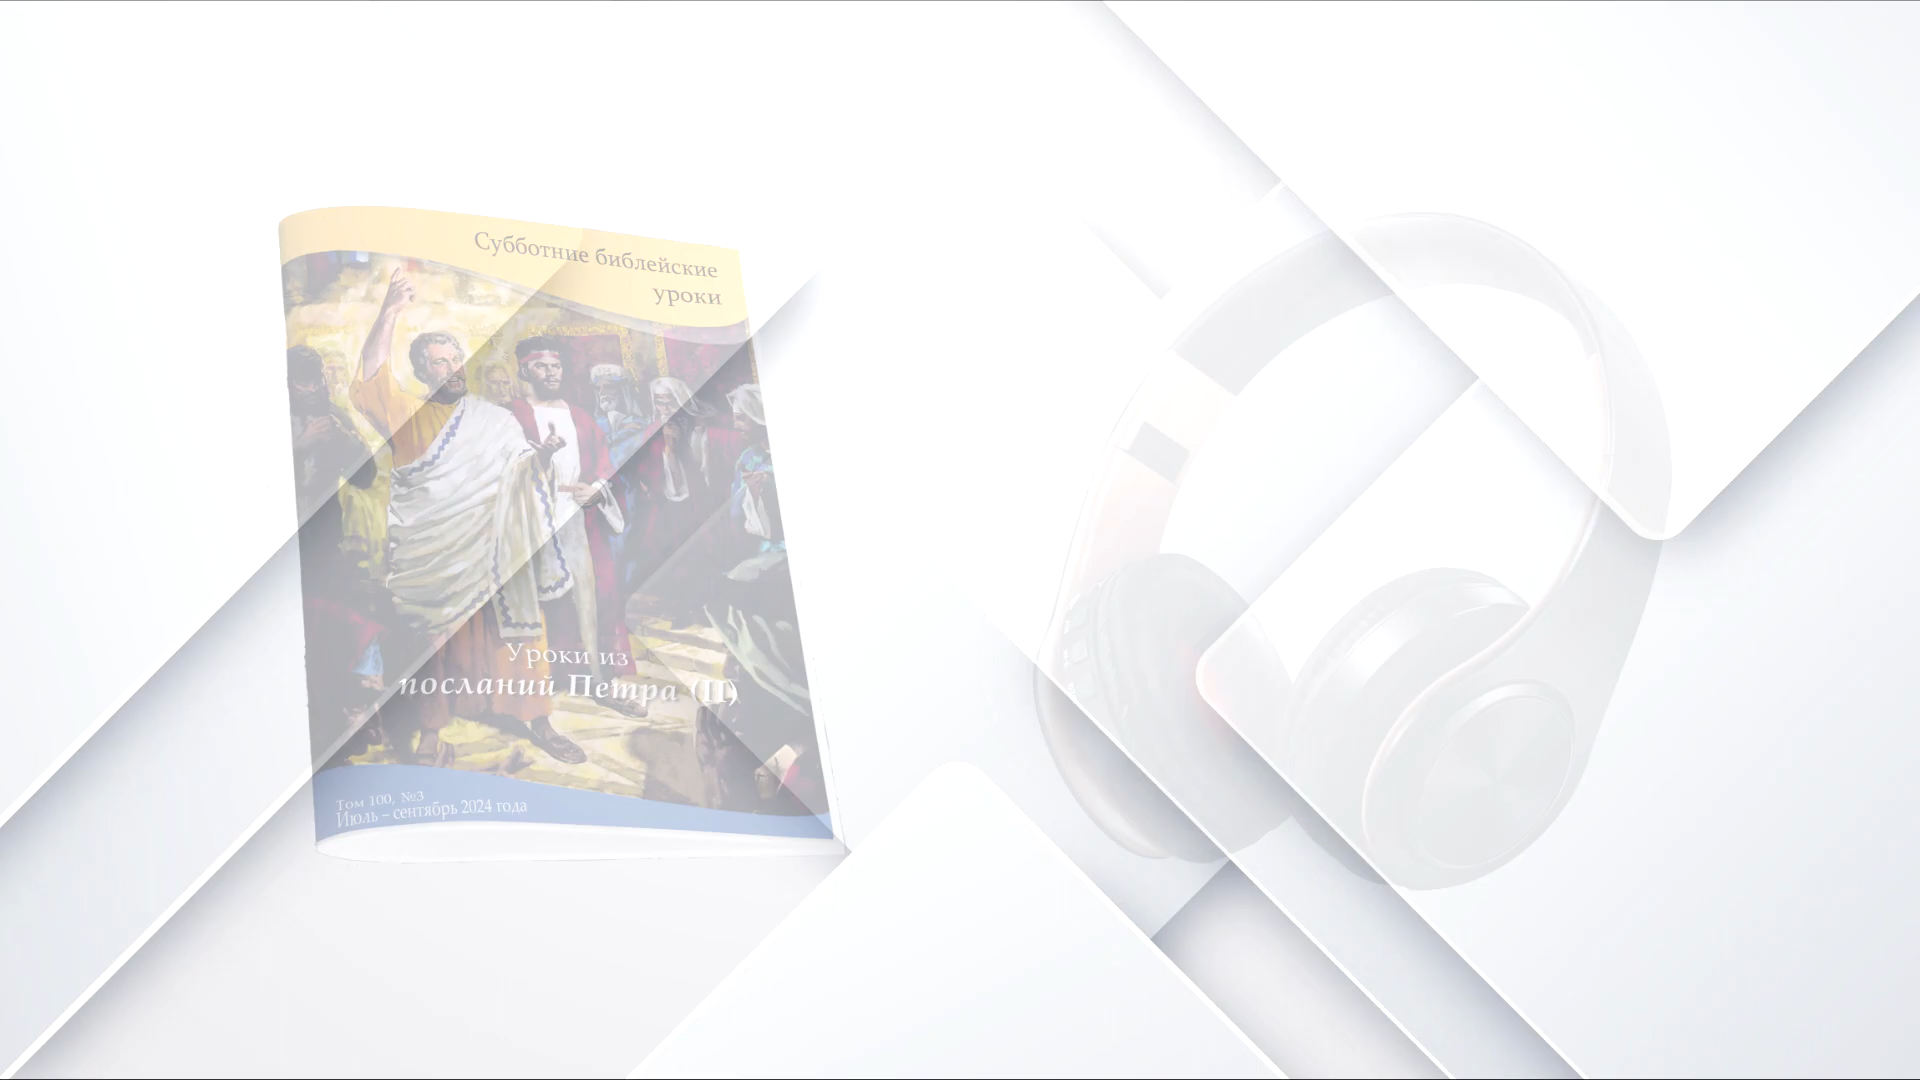 Субботние библейские
уроки
Уроки из
посланий Петра (II)
Том 100, №3
Июль – сентябрь 2024 года